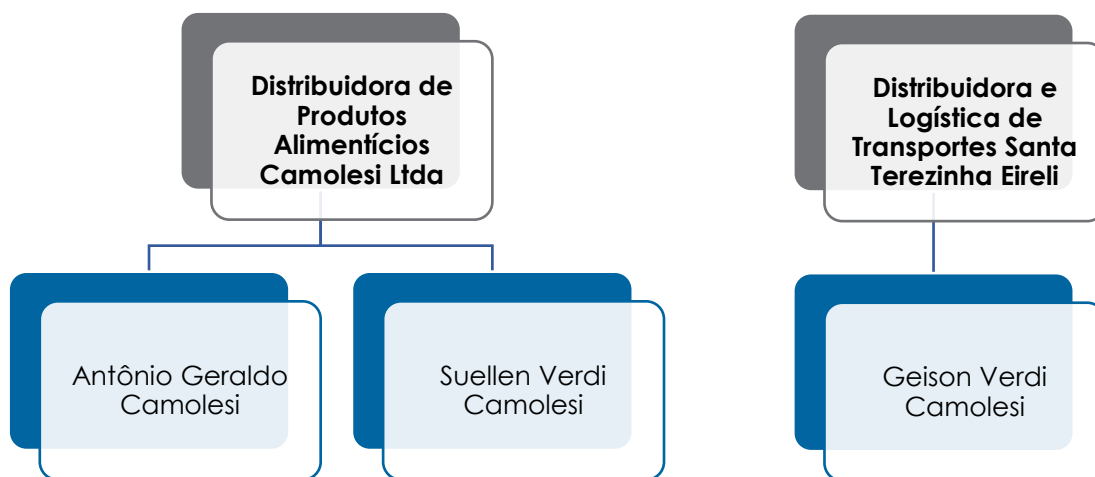 Distribuidora de
Produtos
Alimentícios
Camolesi Ltda
Distribuidora e
Logística de
Transportes Santa
Terezinha Eireli
Antônio Geraldo
Camolesi
Suellen Verdi
Camolesi
Geison Verdi
Camolesi